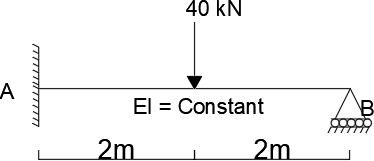 40 kN
A
B
EI = Constant
2m 2m